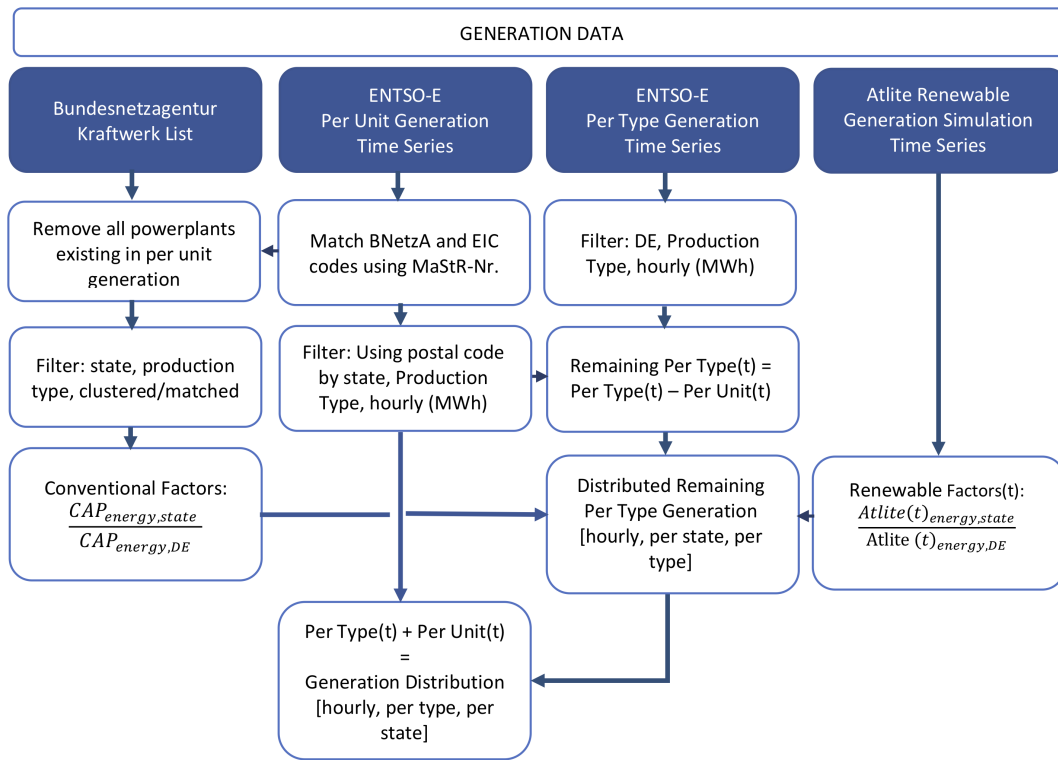 GENERATION DATA
Bundesnetzagentur
Kraftwerk List
ENTSO-E
Per Unit Generation
Time Series
ENTSO-E
Per Type Generation
Time Series
Atlite Renewable
Generation Simulation
Time Series
Remove all powerplants
existing in per unit
generation
Match BNetzA and EIC
codes using MaStR-Nr.
Filter: DE, Production
Type, hourly (MWh)
Filter: state, production
type, clustered/matched
Filter: Using postal code
by state, Production
Type, hourly (MWh)
Remaining Per Type(t) =
Per Type(t) – Per Unit(t)
Conventional Factors:
CAP_energy,state
CAP_energy,DE
Distributed Remaining
Per Type Generation
[hourly, per state, per
type]
Renewable Factors(t):
Atlite(t)_energy,state
Atlite (t)_energy,DE
Per Type(t) + Per Unit(t)
=
Generation Distribution
[hourly, per type, per
state]